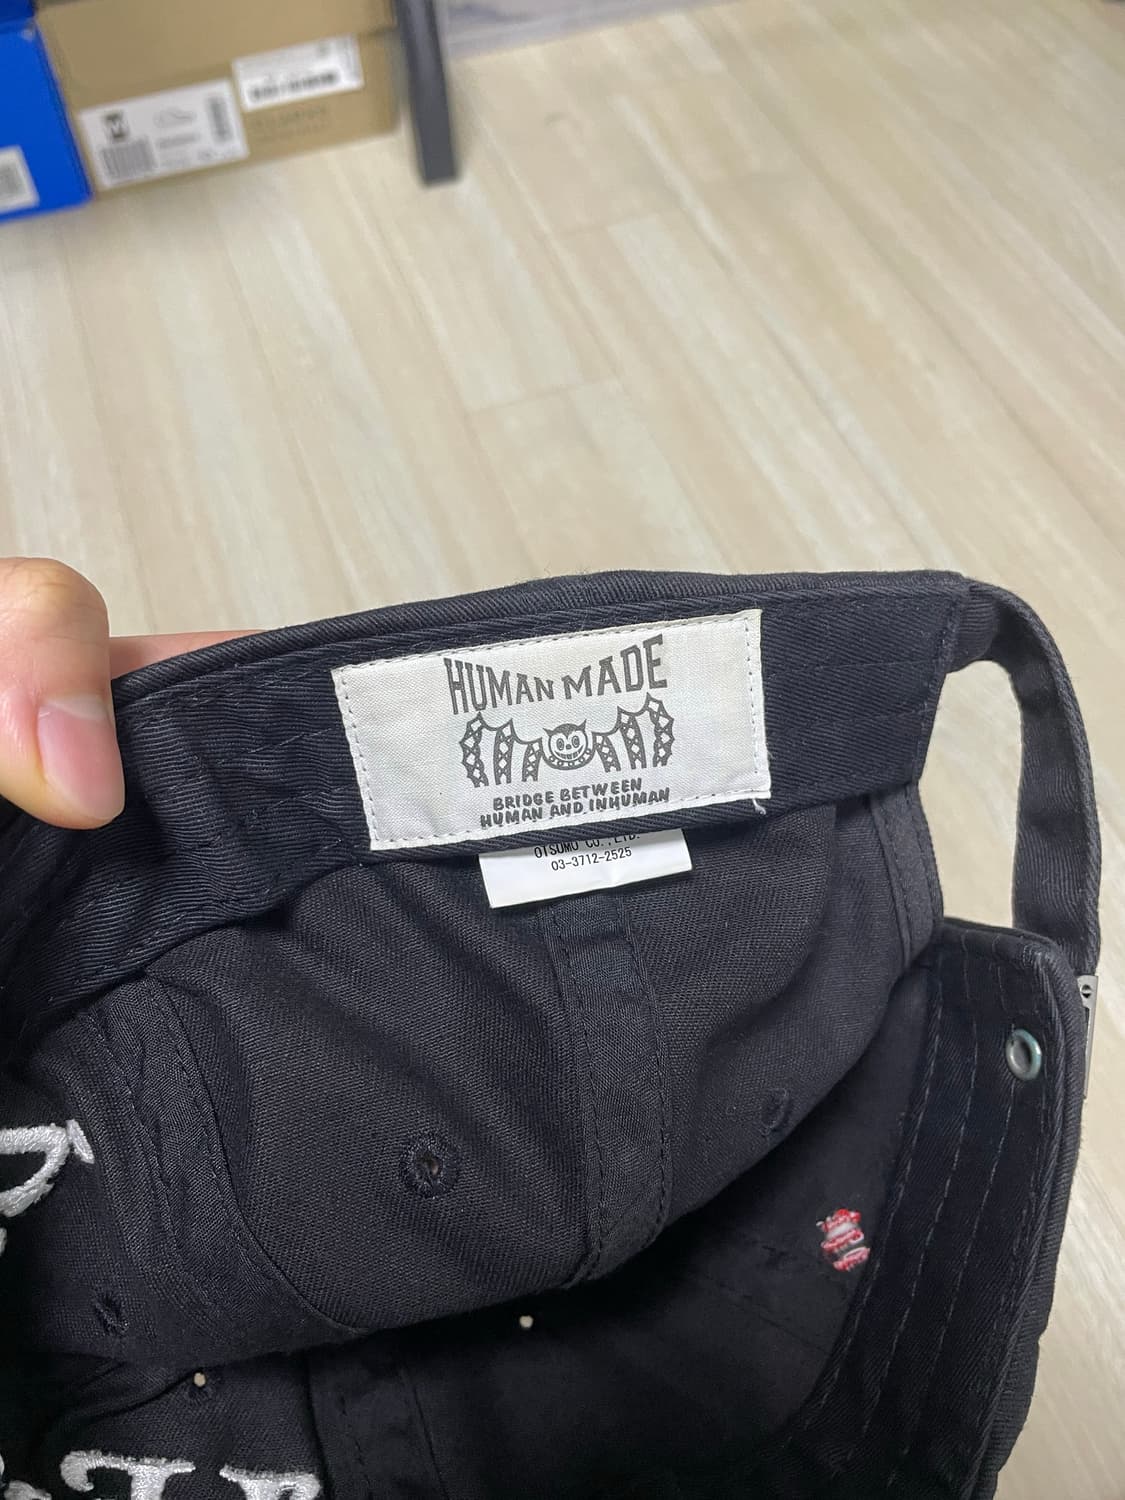 HUMAN MADE
BRIDGE BETWEEN
HUMAN AND INHUMAN
OTSUMO CO.,LTD.
03-3712-2525